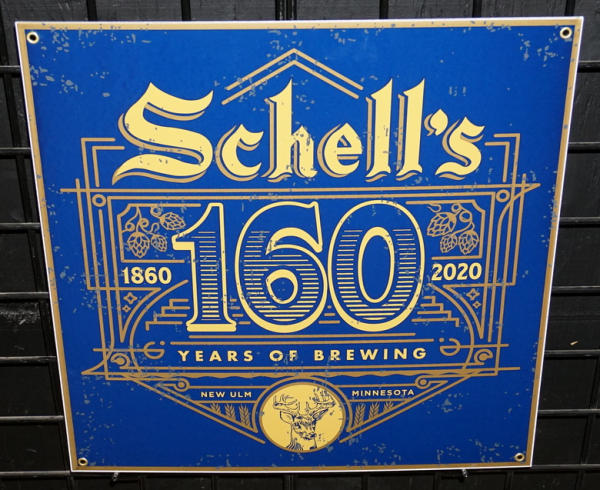 Schell's
160
1860 2020
YEARS OF BREWING
NEW ULM MINNESOTA